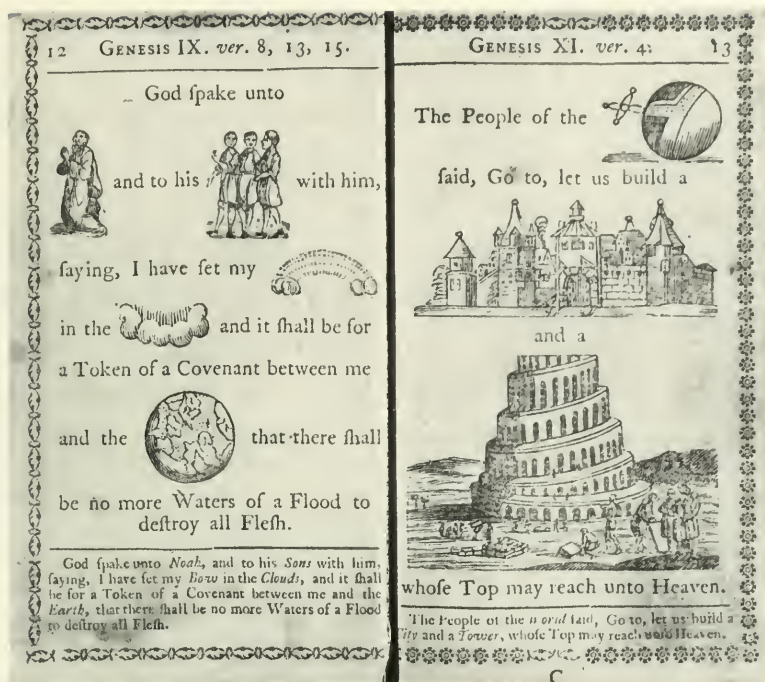 12 GENESIS IX. ver. 8, 13, 15.
God ſpake unto
and to his with him,
ſaying, I have ſet my
in the and it ſhall be for
a Token of a Covenant between me
and the that there ſhall
be no more Waters of a Flood to
deſtroy all Fleſh.
God ſpake unto Noah, and to his Sons with him,
ſaying, I have ſet my Bow in the Clouds, and it ſhall
be for a Token of a Covenant between me and the
Earth, that there ſhall be no more Waters of a Flood
to deſtroy all Fleſh.
GENESIS XI. ver. 4. 13
The People of the
ſaid, Go to, let us build a
and a
whoſe Top may reach unto Heaven.
The People of the World ſaid, Go to, let us build a
City and a Tower, whoſe Top may reach unto Heaven.
C